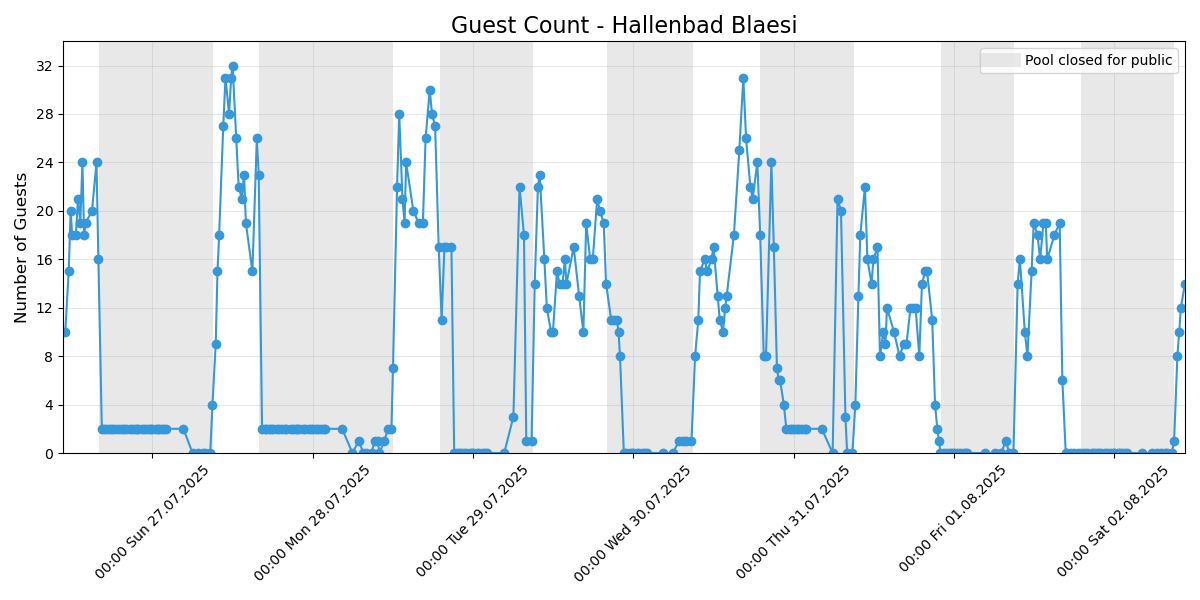 Guest Count - Hallenbad Blaesi
Pool closed for public
Number of Guests
32
28
24
20
16
12
8
4
0
00:00 Sun 27.07.2025
00:00 Mon 28.07.2025
00:00 Tue 29.07.2025
00:00 Wed 30.07.2025
00:00 Thu 31.07.2025
00:00 Fri 01.08.2025
00:00 Sat 02.08.2025